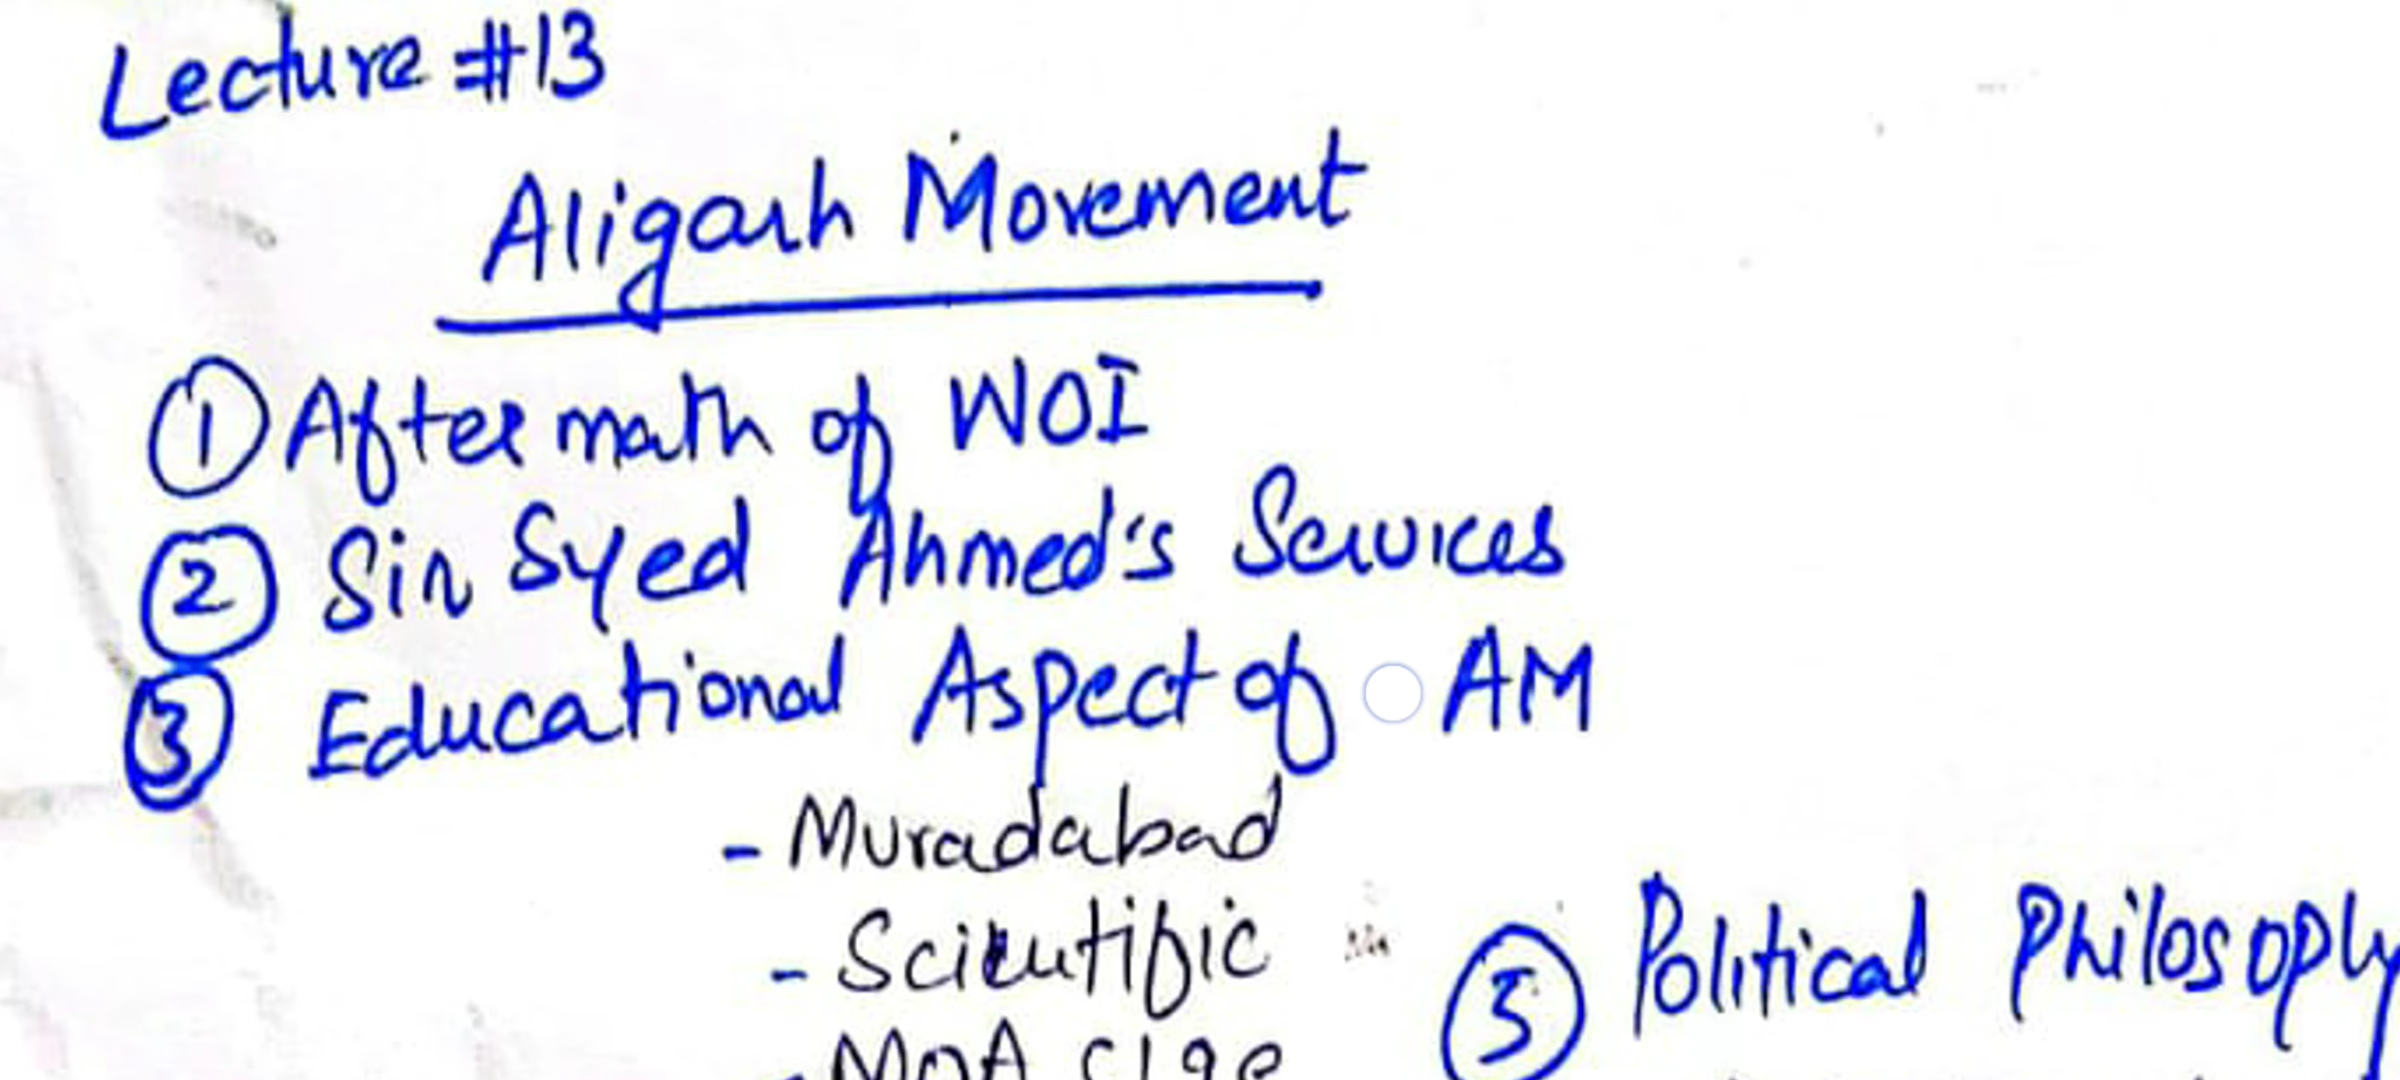 Lecture #13
Aligarh Movement
① Aftermath of WOI
② Sir Syed Ahmed's Services
③ Educational Aspect of AM
- Muradabad
- Scientific
⑤ Political Philosophy